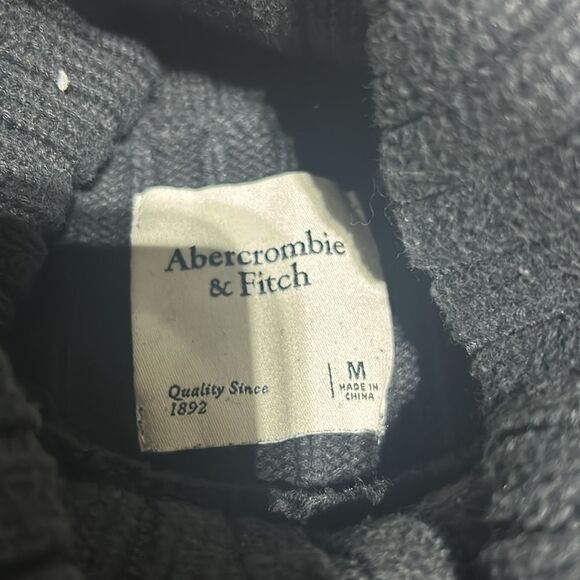 Abercrombie
& Fitch
Quality Since
1892
M
MADE IN
CHINA